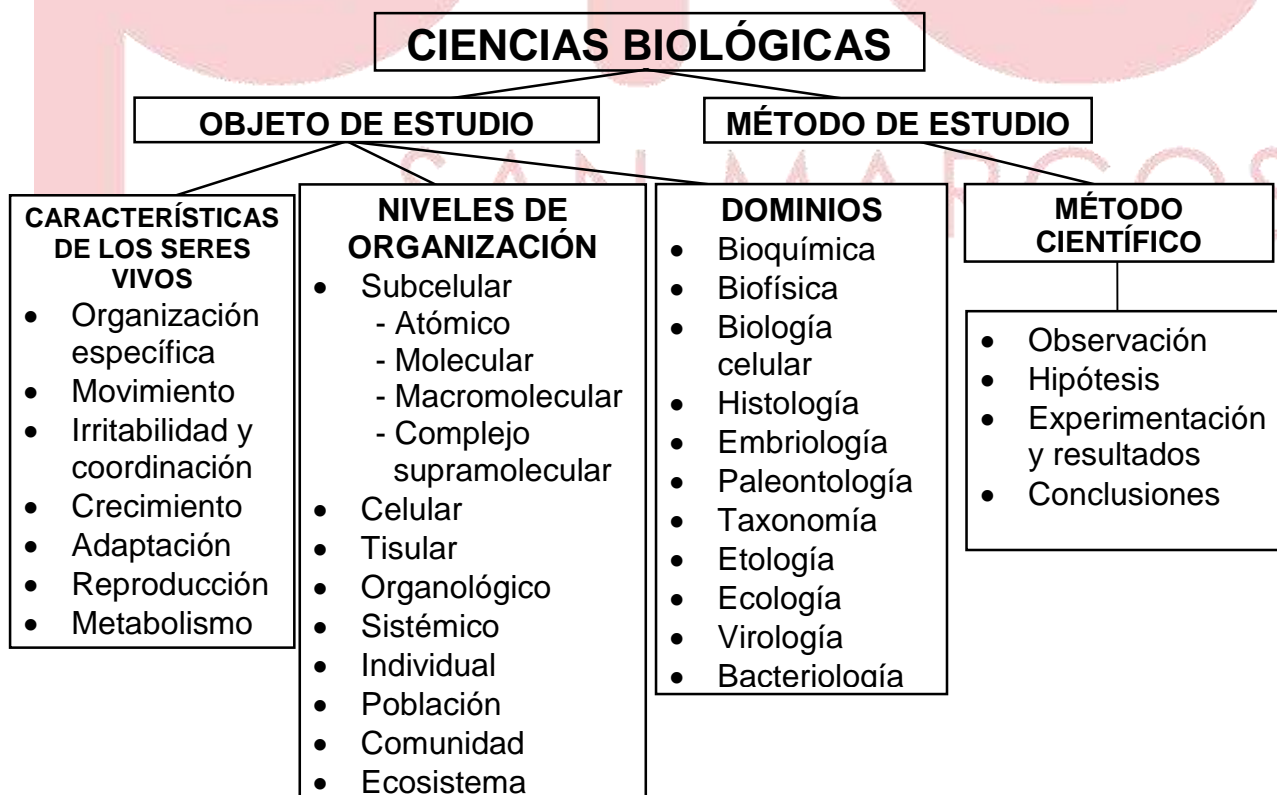 CIENCIAS BIOLÓGICAS
OBJETO DE ESTUDIO
MÉTODO DE ESTUDIO
SAN MARCOS
CARACTERÍSTICAS
DE LOS SERES
VIVOS
• Organización
específica
• Movimiento
• Irritabilidad y
coordinación
• Crecimiento
• Adaptación
• Reproducción
• Metabolismo
NIVELES DE
ORGANIZACIÓN
• Subcelular
- Atómico
- Molecular
- Macromolecular
- Complejo
supramolecular
• Celular
• Tisular
• Organológico
• Sistémico
• Individual
• Población
• Comunidad
• Ecosistema
DOMINIOS
• Bioquímica
• Biofísica
• Biología
celular
• Histología
• Embriología
• Paleontología
• Taxonomía
• Etología
• Ecología
• Virología
• Bacteriología
MÉTODO
CIENTÍFICO
• Observación
• Hipótesis
• Experimentación
y resultados
• Conclusiones